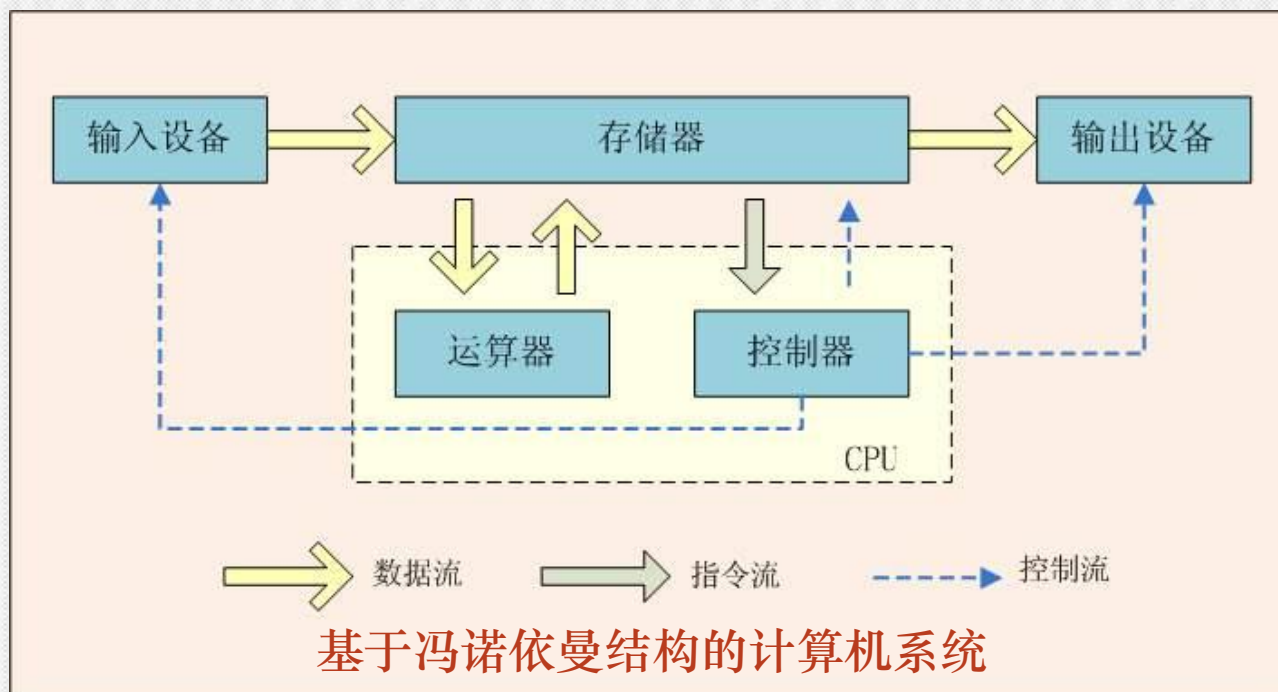 输入设备
存储器
输出设备
运算器
控制器
CPU
数据流
指令流
控制流
基于冯诺依曼结构的计算机系统